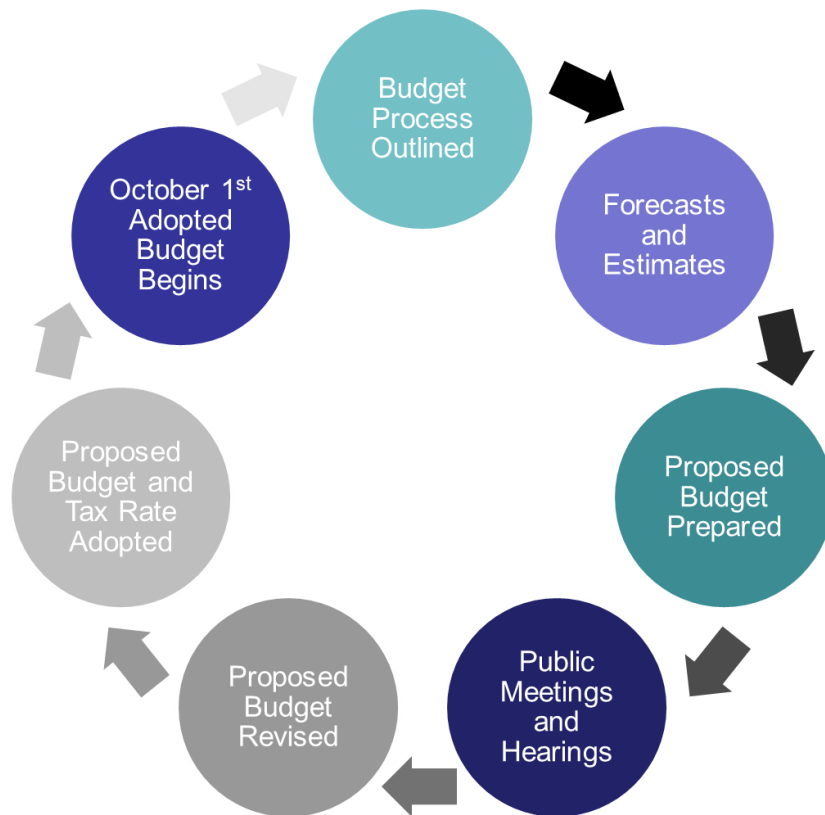 Budget
Process
Outlined
Forecasts
and
Estimates
Proposed
Budget
Prepared
Public
Meetings
and
Hearings
Proposed
Budget
Revised
Proposed
Budget and
Tax Rate
Adopted
October 1st
Adopted
Budget
Begins